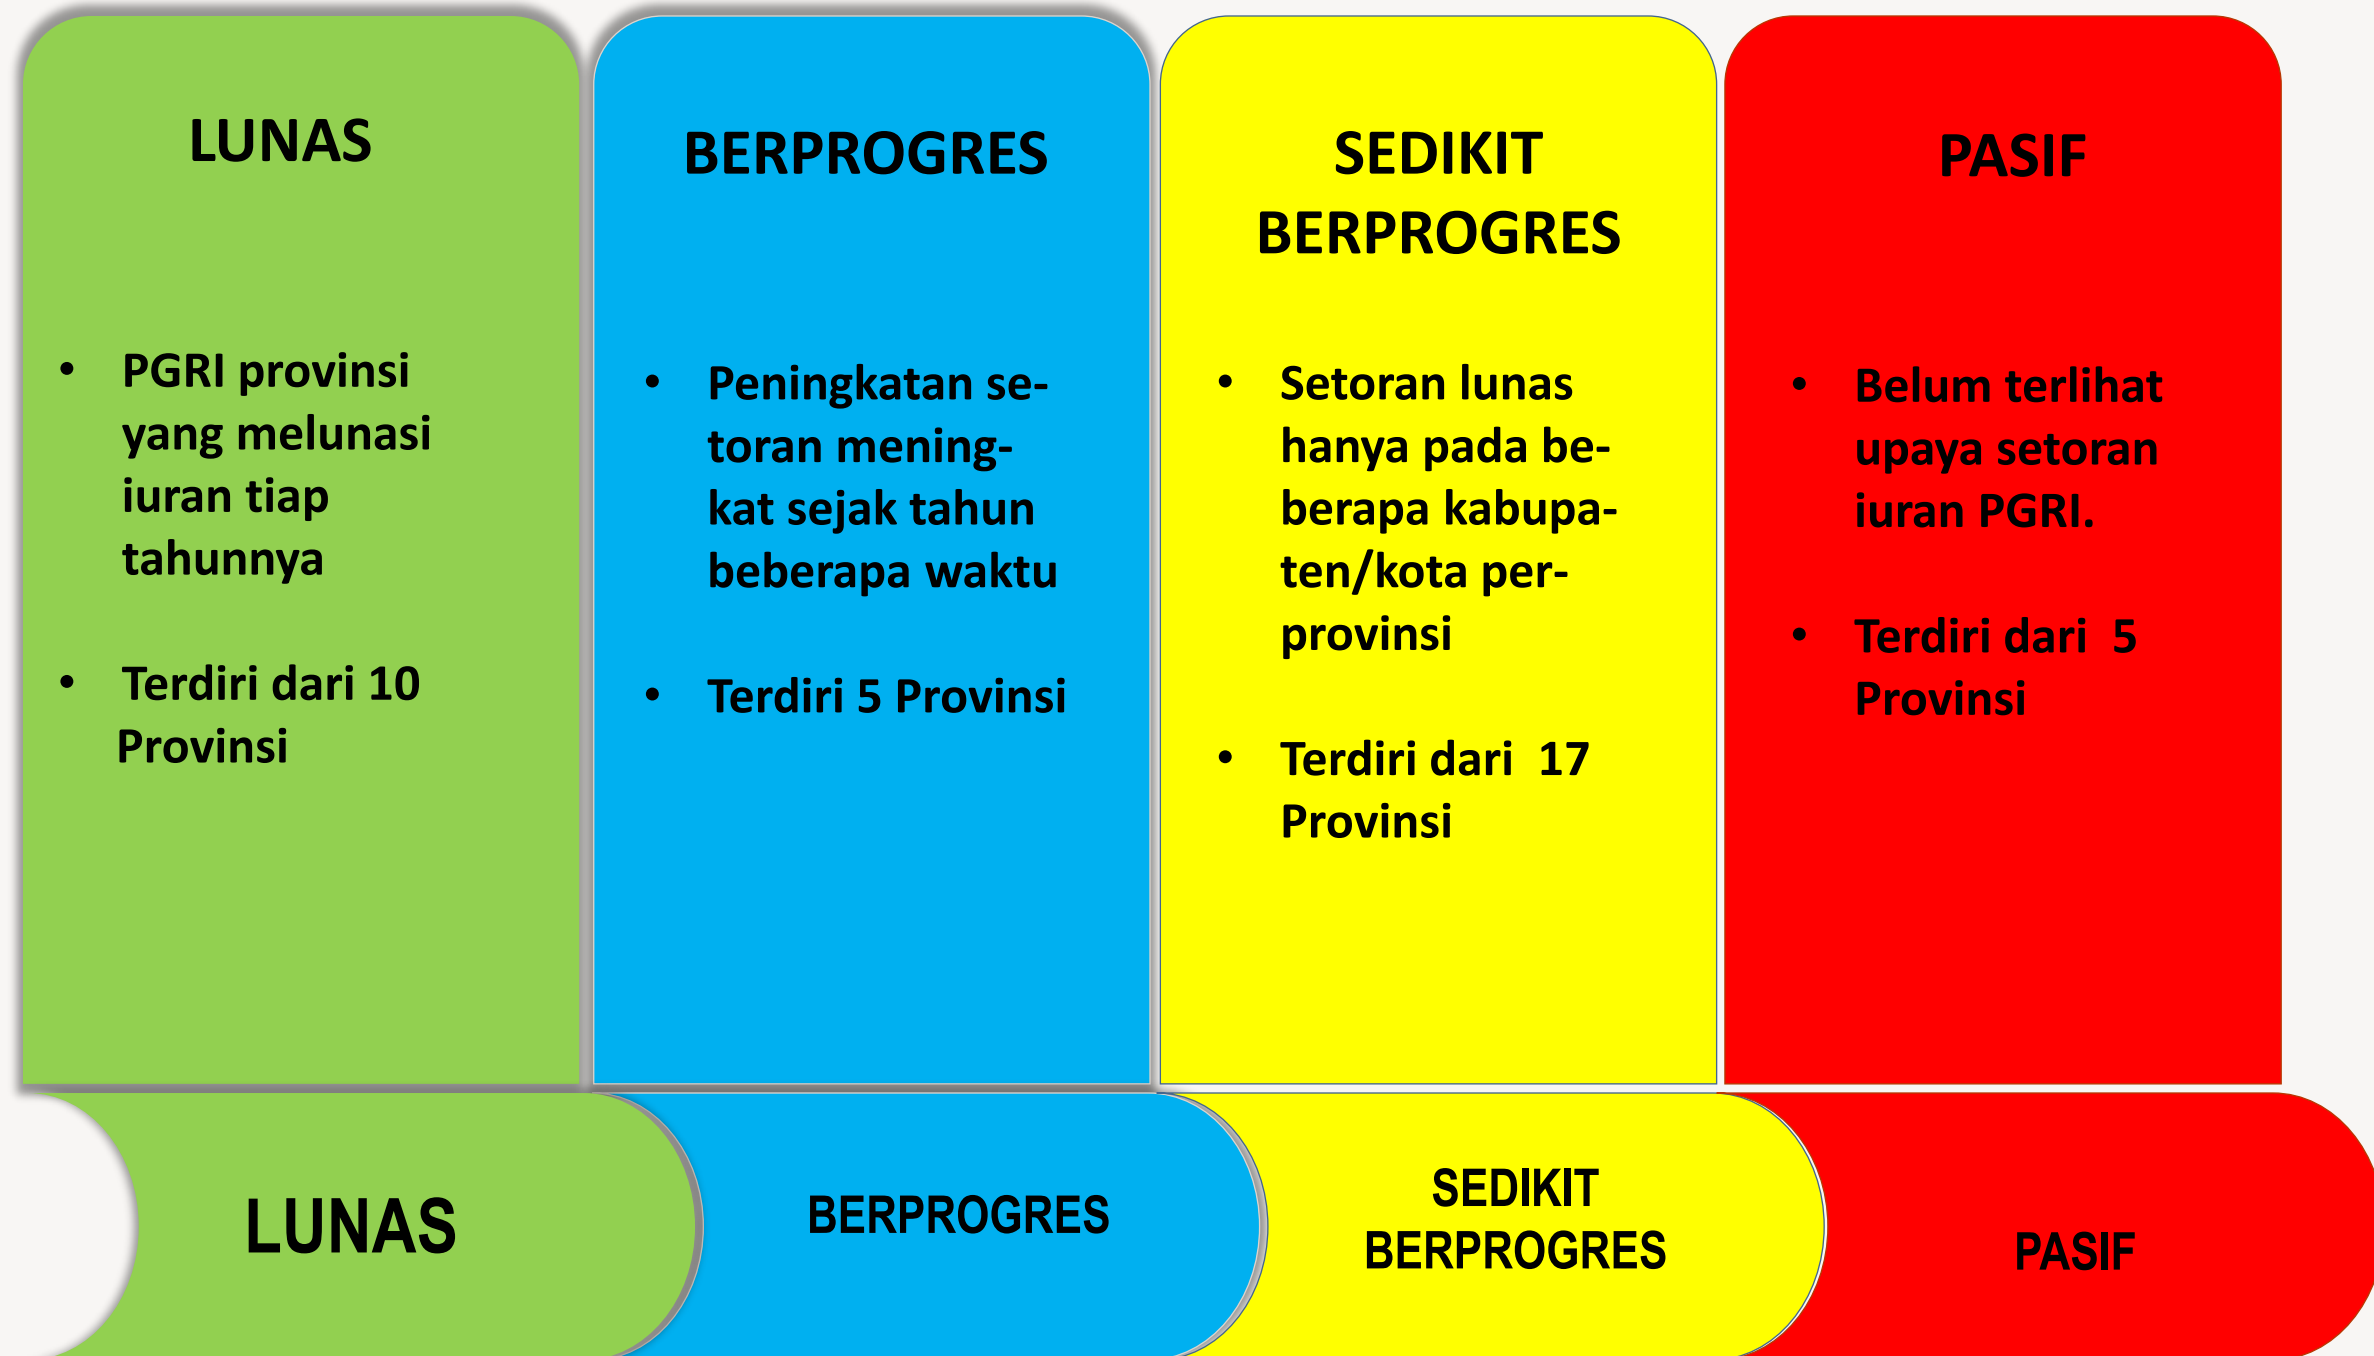 LUNAS
• PGRI provinsi
yang melunasi
iuran tiap
tahunnya
• Terdiri dari 10
Provinsi
BERPROGRES
• Peningkatan se-
toran mening-
kat sejak tahun
beberapa waktu
• Terdiri 5 Provinsi
SEDIKIT
BERPROGRES
• Setoran lunas
hanya pada be-
berapa kabupa-
ten/kota per-
provinsi
• Terdiri dari 17
Provinsi
PASIF
• Belum terlihat
upaya setoran
iuran PGRI.
• Terdiri dari 5
Provinsi
LUNAS
BERPROGRES
SEDIKIT
BERPROGRES
PASIF